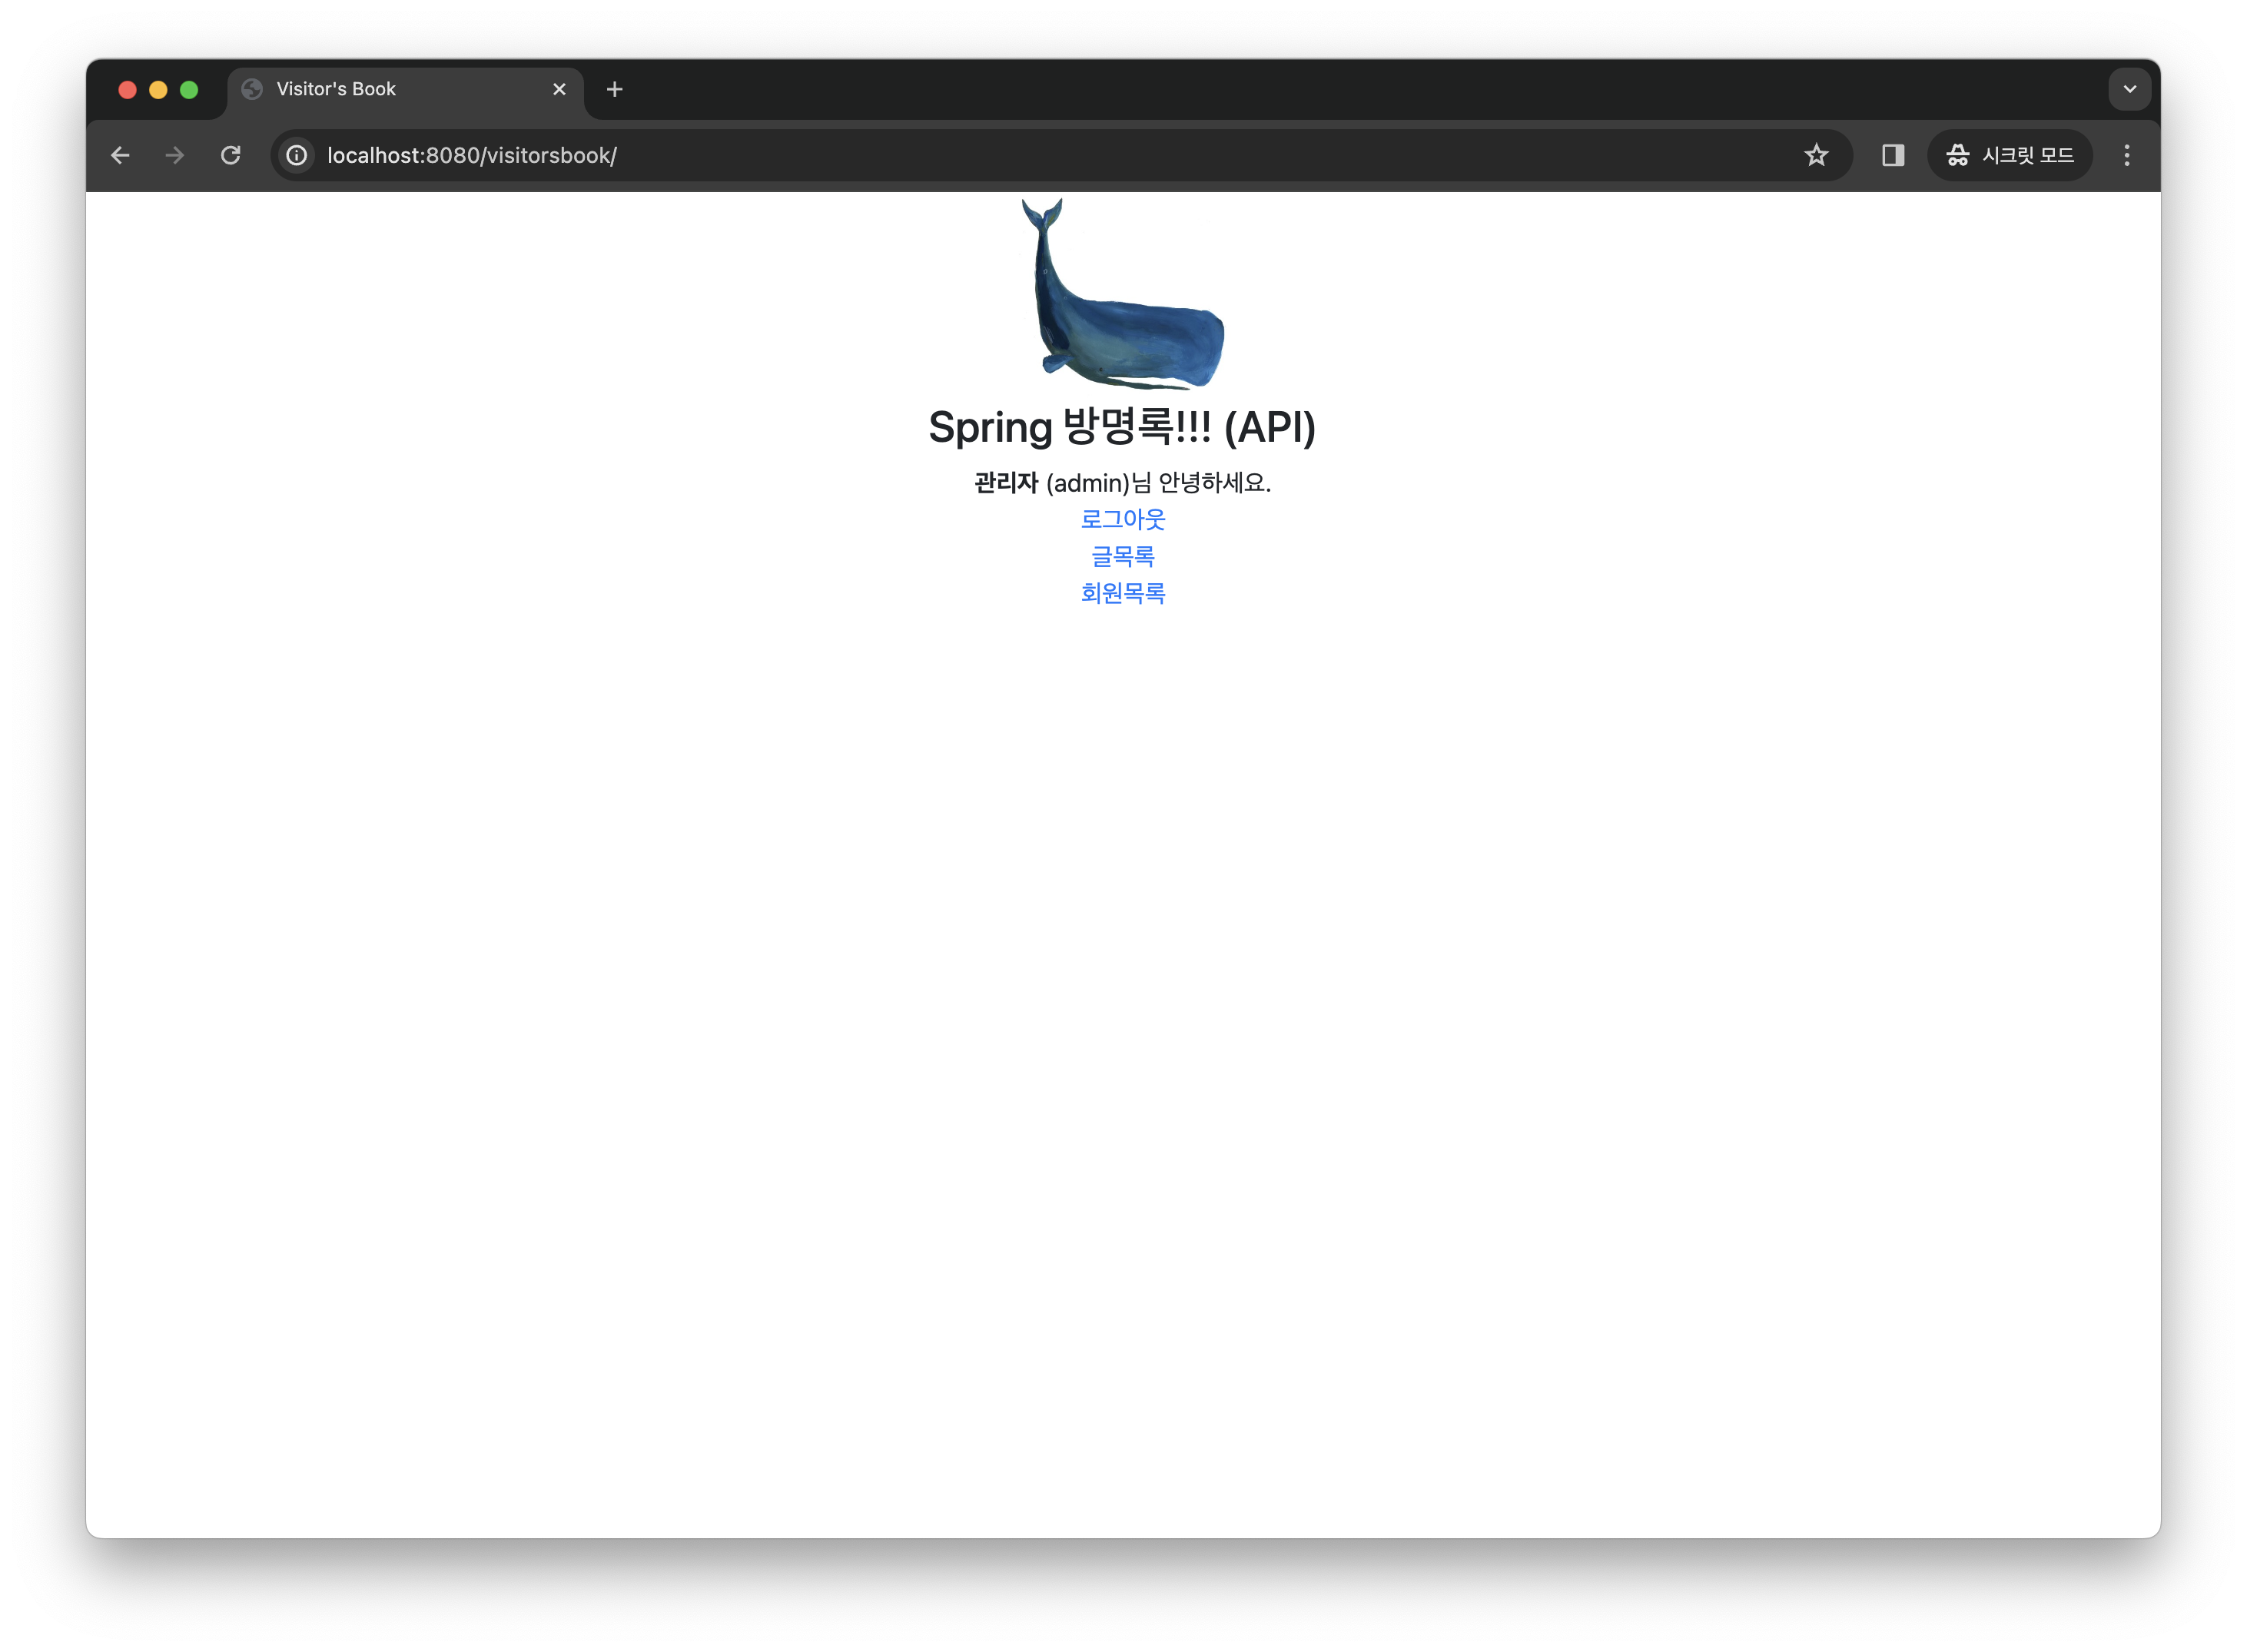 Visitor's Book
localhost:8080/visitorsbook/
시크릿 모드
Spring 방명록!!! (API)
관리자 (admin)님 안녕하세요.
로그아웃
글목록
회원목록